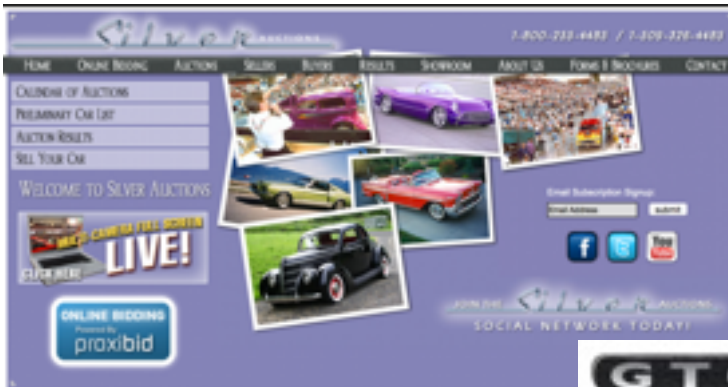 Silver AUCTIONS
1-800-255-4485 / 1-509-326-4485
HOME ONLINE BIDDING AUCTIONS SELLERS BUYERS RESULTS SHOWROOM ABOUT US FORMS & BROCHURES CONTACT
CALENDAR OF AUCTIONS
PRELIMINARY CAR LIST
AUCTION RESULTS
SELL YOUR CAR
WELCOME TO SILVER AUCTIONS
MULTI-CAMERA FULL SCREEN
LIVE!
CLICK HERE
ONLINE BIDDING
Powered By
proxibid
Email Subscription Signup:
Email Address submit
f t You Tube
JOIN THE Silver AUCTIONS
SOCIAL NETWORK TODAY!
GT